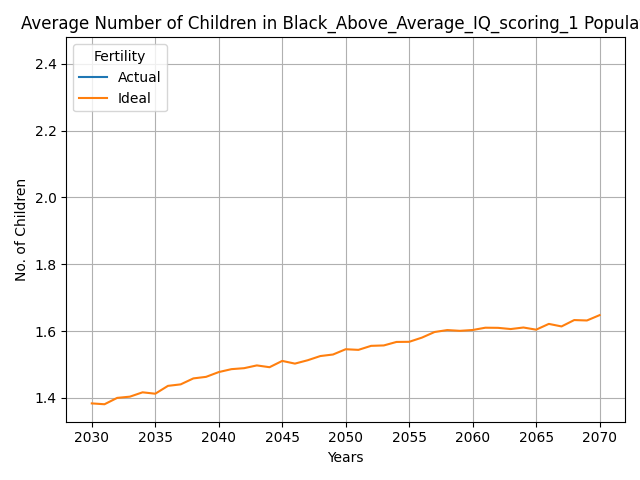 Average Number of Children in Black_Above_Average_IQ_scoring_1 Popula
Fertility
Actual
Ideal
2.4
2.2
2.0
1.8
1.6
1.4
No. of Children
2030 2035 2040 2045 2050 2055 2060 2065 2070
Years